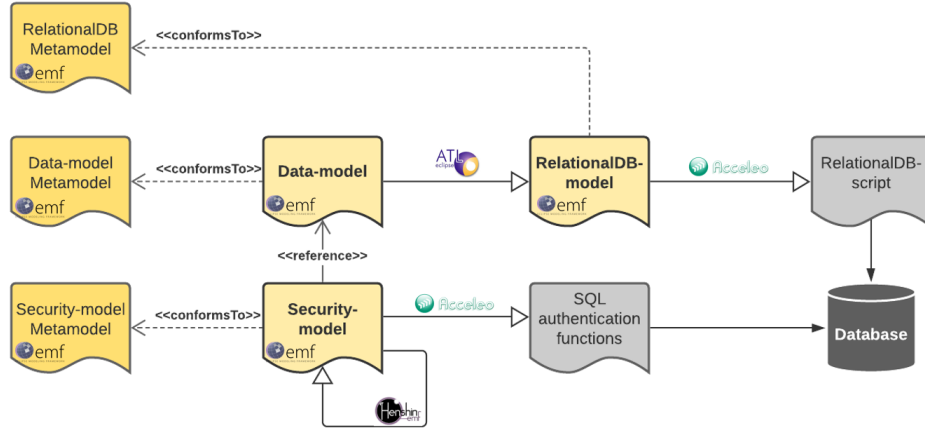 RelationalDB
Metamodel
emf
<<conformsTo>>
Data-model
Metamodel
emf
<<conformsTo>>
Data-model
ATL
eclipse
RelationalDB-
model
emf
Acceleo
RelationalDB-
script
<<reference>>
Security-model
Metamodel
emf
<<conformsTo>>
Security-
model
emf
Acceleo
SQL
authentication
functions
Database
Henshin
emf